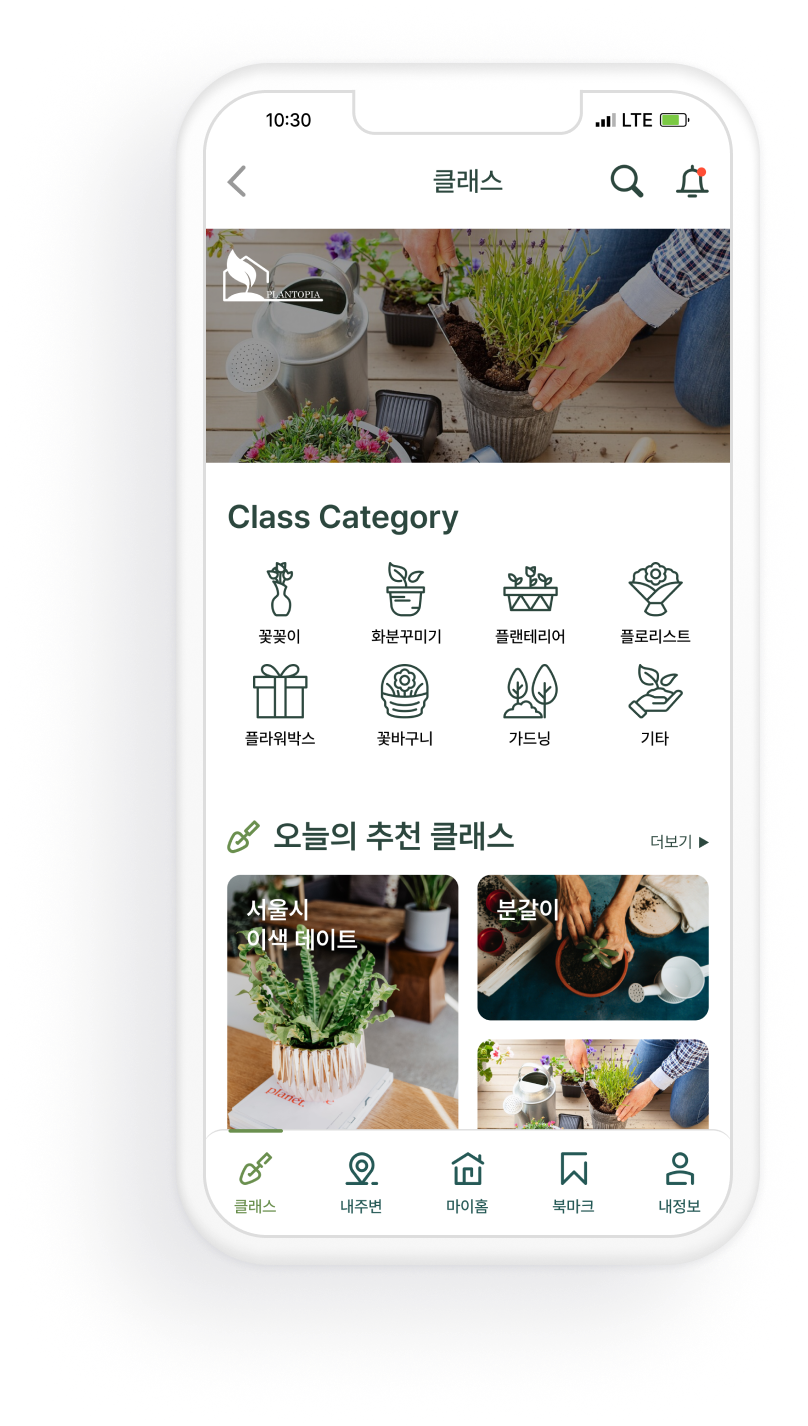 10:30
LTE
클래스
PLANTOPIA
Class Category
꽃꽂이
화분꾸미기
플랜테리어
플로리스트
플라워박스
꽃바구니
가드닝
기타
오늘의 추천 클래스
더보기 ▶
서울시
이색 데이트
분갈이
planet.
클래스
내주변
마이홈
북마크
내정보